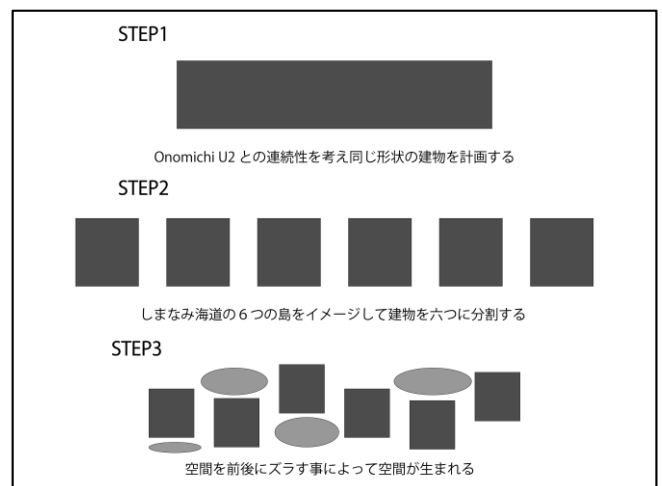 STEP1
Onomichi U2 との連続性を考え同じ形状の建物を計画する
STEP2
しまなみ海道の６つの島をイメージして建物を六つに分割する
STEP3
空間を前後にズラす事によって空間が生まれる